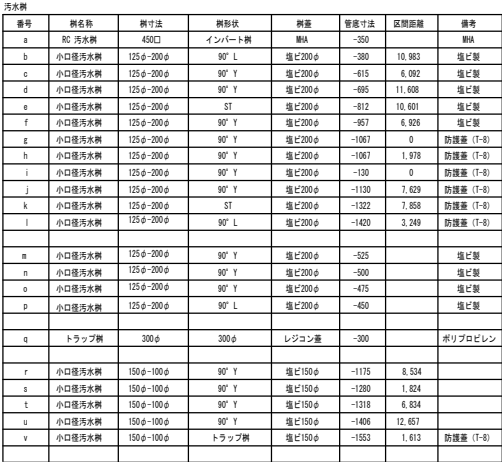 汚水桝
番号 桝名称 桝寸法 桝形状 桝蓋 管底寸法 区間距離 備考
a RC 汚水桝 450□ インバート桝 MHA -350 MHA
b 小口径汚水桝 125φ-200φ 90°L 塩ビ200φ -380 10,983 塩ビ製
c 小口径汚水桝 125φ-200φ 90°Y 塩ビ200φ -615 6,092 塩ビ製
d 小口径汚水桝 125φ-200φ 90°Y 塩ビ200φ -695 11,608 塩ビ製
e 小口径汚水桝 125φ-200φ ST 塩ビ200φ -812 10,601 塩ビ製
f 小口径汚水桝 125φ-200φ 90°Y 塩ビ200φ -957 6,926 塩ビ製
g 小口径汚水桝 125φ-200φ 90°Y 塩ビ200φ -1067 0 防護蓋 (T-8)
h 小口径汚水桝 125φ-200φ 90°Y 塩ビ200φ -1067 1,978 防護蓋 (T-8)
i 小口径汚水桝 125φ-200φ 90°Y 塩ビ200φ -130 0 防護蓋 (T-8)
j 小口径汚水桝 125φ-200φ 90°Y 塩ビ200φ -1130 7,629 防護蓋 (T-8)
k 小口径汚水桝 125φ-200φ ST 塩ビ200φ -1322 7,858 防護蓋 (T-8)
l 小口径汚水桝 125φ-200φ 90°L 塩ビ200φ -1420 3,249 防護蓋 (T-8)
m 小口径汚水桝 125φ-200φ 90°Y 塩ビ200φ -525 塩ビ製
n 小口径汚水桝 125φ-200φ 90°Y 塩ビ200φ -500 塩ビ製
o 小口径汚水桝 125φ-200φ 90°Y 塩ビ200φ -475 塩ビ製
p 小口径汚水桝 125φ-200φ 90°L 塩ビ200φ -450 塩ビ製
q トラップ桝 300φ 300φ レジコン蓋 -300 ポリプロピレン
r 小口径汚水桝 150φ-100φ 90°Y 塩ビ150φ -1175 8,534
s 小口径汚水桝 150φ-100φ 90°Y 塩ビ150φ -1280 1,824
t 小口径汚水桝 150φ-100φ 90°Y 塩ビ150φ -1318 6,834
u 小口径汚水桝 150φ-100φ 90°Y 塩ビ150φ -1406 12,657
v 小口径汚水桝 150φ-100φ トラップ桝 塩ビ150φ -1553 1,613 防護蓋 (T-8)